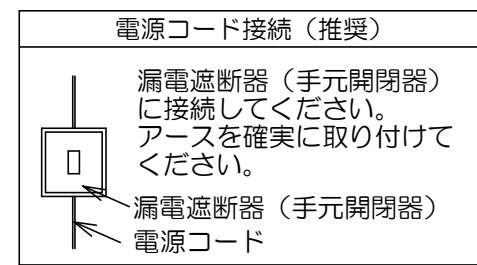 電源コード接続（推奨）
漏電遮断器（手元開閉器）
に接続してください。
アースを確実に取り付けて
ください。
漏電遮断器（手元開閉器）
電源コード